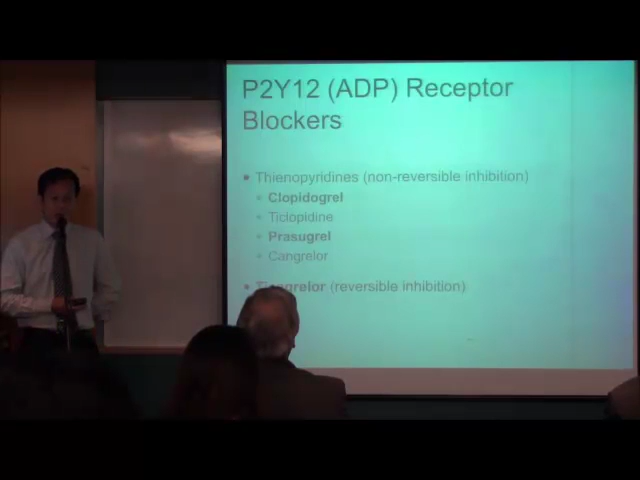 P2Y12 (ADP) Receptor
Blockers
Thienopyridines (non-reversible inhibition)
Clopidogrel
Ticlopidine
Prasugrel
Cangrelor
(reversible inhibition)